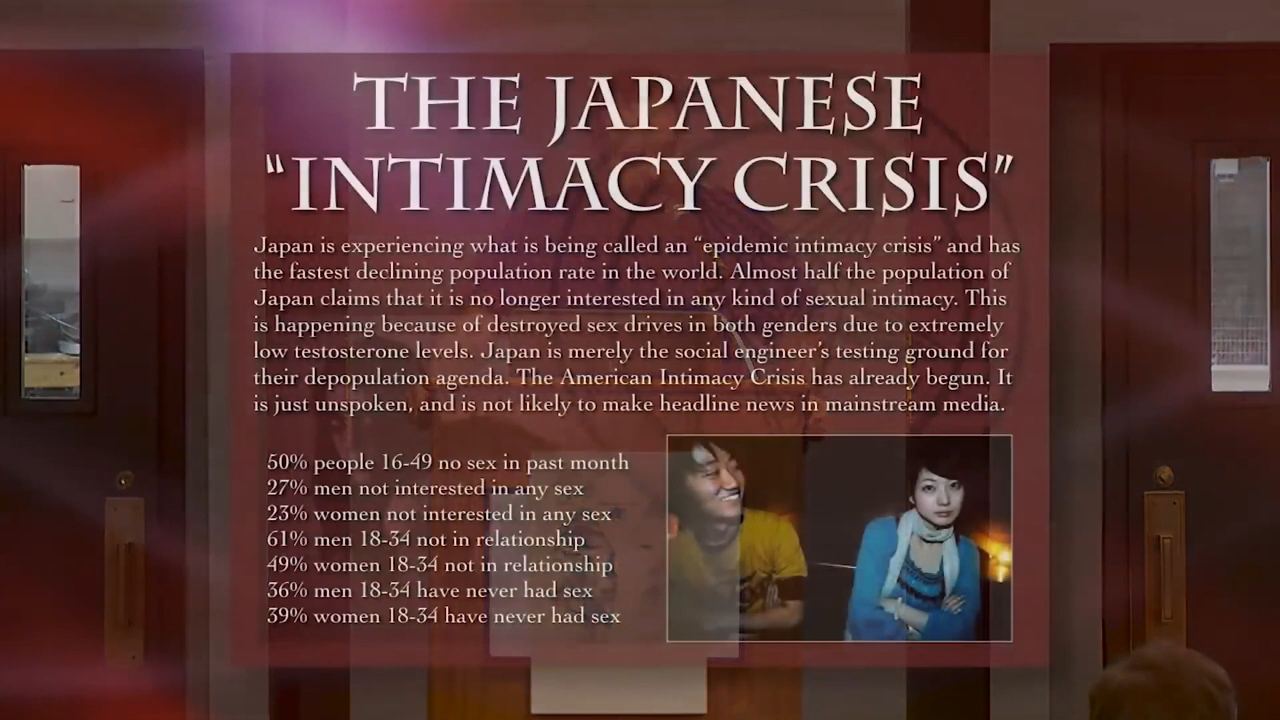 THE JAPANESE
“INTIMACY CRISIS”
Japan is experiencing what is being called an “epidemic intimacy crisis” and has
the fastest declining population rate in the world. Almost half the population of
Japan claims that it is no longer interested in any kind of sexual intimacy. This
is happening because of destroyed sex drives in both genders due to extremely
low testosterone levels. Japan is merely the social engineer’s testing ground for
their depopulation agenda. The American Intimacy Crisis has already begun. It
is just unspoken, and is not likely to make headline news in mainstream media.
50% people 16-49 no sex in past month
27% men not interested in any sex
23% women not interested in any sex
61% men 18-34 not in relationship
49% women 18-34 not in relationship
36% men 18-34 have never had sex
39% women 18-34 have never had sex